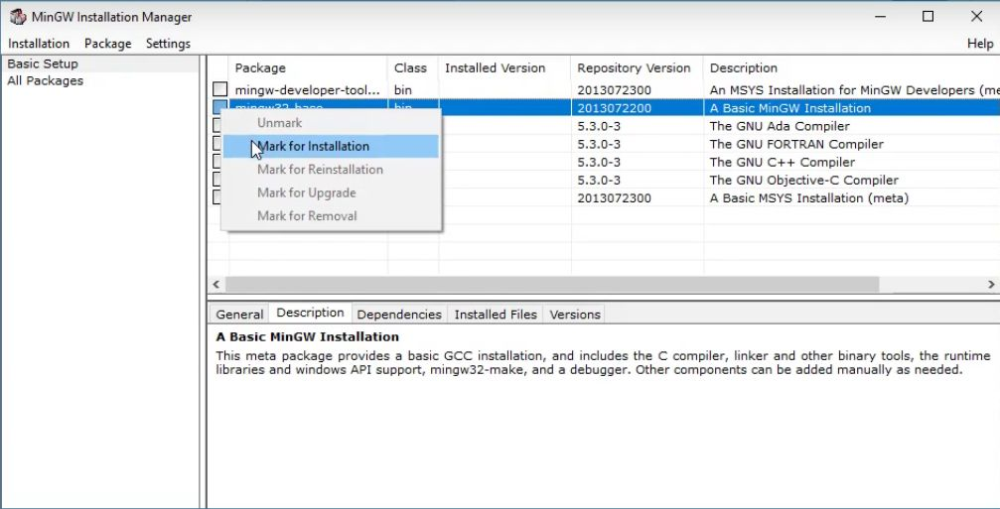 MinGW Installation Manager
Installation Package Settings Help
Basic Setup
All Packages
Package Class Installed Version Repository Version Description
mingw-developer-tool... bin 2013072300 An MSYS Installation for MinGW Developers (me
mingw32-base bin 2013072200 A Basic MinGW Installation
5.3.0-3 The GNU Ada Compiler
5.3.0-3 The GNU FORTRAN Compiler
5.3.0-3 The GNU C++ Compiler
5.3.0-3 The GNU Objective-C Compiler
2013072300 A Basic MSYS Installation (meta)
Unmark
Mark for Installation
Mark for Reinstallation
Mark for Upgrade
Mark for Removal
General Description Dependencies Installed Files Versions
A Basic MinGW Installation
This meta package provides a basic GCC installation, and includes the C compiler, linker and other binary tools, the runtime
libraries and windows API support, mingw32-make, and a debugger. Other components can be added manually as needed.